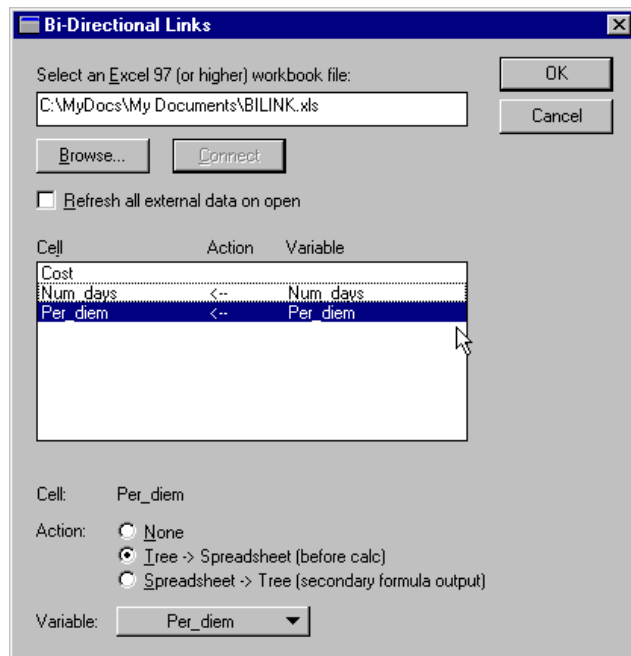 Bi-Directional Links
Select an Excel 97 (or higher) workbook file:
OK
C:\MyDocs\My Documents\BILINK.xls
Cancel
Browse... Connect
Refresh all external data on open
Cell Action Variable
Cost
Num_days <-- Num_days
Per_diem <-- Per_diem
Cell: Per_diem
Action: None
Tree -> Spreadsheet (before calc)
Spreadsheet -> Tree (secondary formula output)
Variable: Per_diem